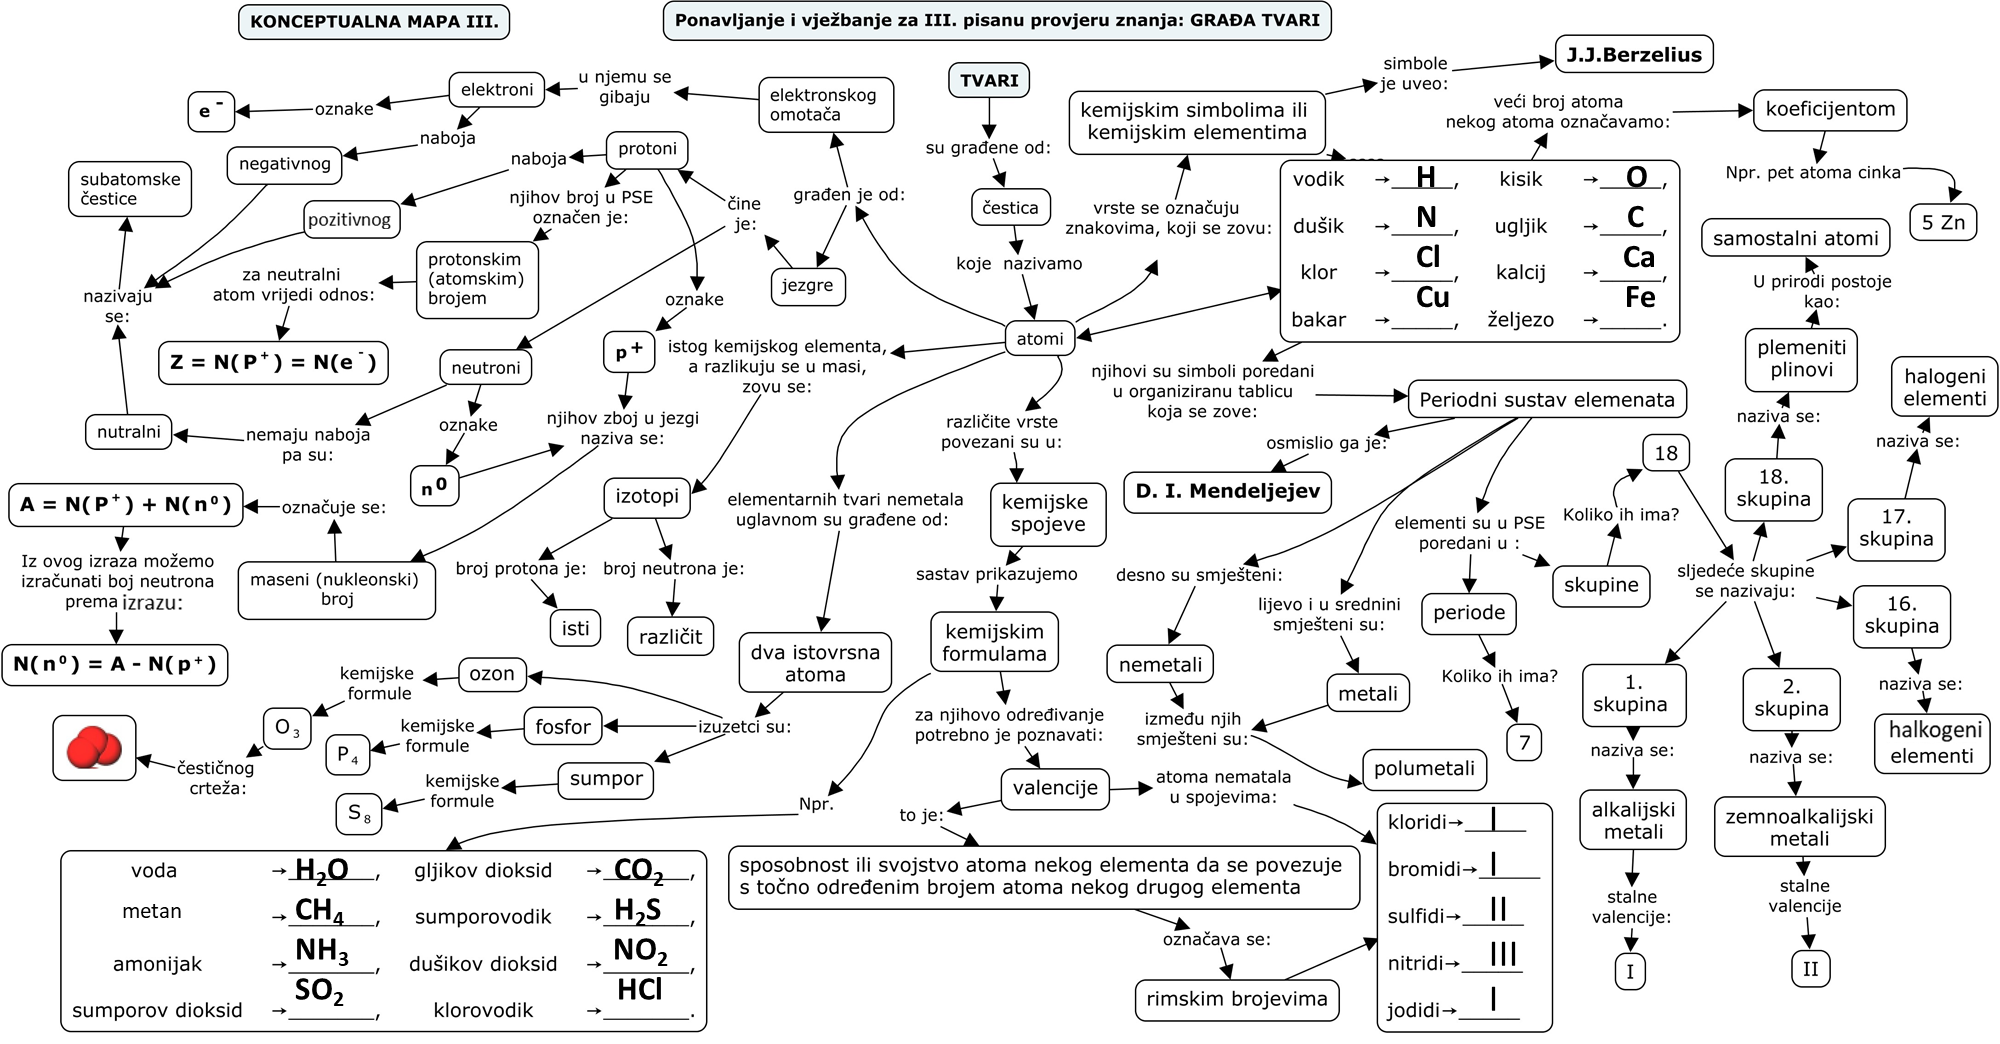 KONCEPTUALNA MAPA III.
Ponavljanje i vježbanje za III. pisanu provjeru znanja: GRAĐA TVARI
TVARI
su građene od:
čestica
koje nazivamo
atomi
građen je od:
elektronskog
omotača
u njemu se
gibaju
elektroni
oznake
e⁻
naboja
negativnog
jezgre
čine
je:
protoni
naboja
pozitivnog
njihov broj u PSE
označen je:
protonskim
(atomskim)
brojem
za neutralni
atom vrijedi odnos:
Z = N(P⁺) = N(e⁻)
subatomske
čestice
nazivaju
se:
oznake
p⁺
neutroni
oznake
n⁰
nemaju naboja
pa su:
nutralni
njihov zboj u jezgi
naziva se:
maseni (nukleonski)
broj
označuje se:
A = N(P⁺) + N(n⁰)
Iz ovog izraza možemo
izračunati boj neutrona
prema izrazu:
N(n⁰) = A - N(p⁺)
istog kemijskog elementa,
a razlikuju se u masi,
zovu se:
izotopi
broj protona je:
isti
broj neutrona je:
različit
elementarnih tvari nemetala
uglavnom su građene od:
dva istovrsna
atoma
izuzetci su:
ozon
kemijske
formule
O₃
čestičnog
crteža:
fosfor
kemijske
formule
P₄
sumpor
kemijske
formule
S₈
različite vrste
povezani su u:
kemijske
spojeve
sastav prikazujemo
kemijskim
formulama
Npr.
voda → H₂O, gljikov dioksid → CO₂,
metan → CH₄, sumporovodik → H₂S,
amonijak → NH₃, dušikov dioksid → NO₂,
sumporov dioksid → SO₂, klorovodik → HCl.
za njihovo određivanje
potrebno je poznavati:
valencije
to je:
sposobnost ili svojstvo atoma nekog elementa da se povezuje
s točno određenim brojem atoma nekog drugog elementa
označava se:
rimskim brojevima
atoma nematala
u spojevima:
kloridi→ I
bromidi→ I
sulfidi→ II
nitridi→ III
jodidi→ I
vrste se označuju
znakovima, koji se zovu:
kemijskim simbolima ili
kemijskim elementima
simbole
je uveo:
J.J.Berzelius
vodik → H, kisik → O,
dušik → N, ugljik → C,
klor → Cl, kalcij → Ca,
bakar → Cu, željezo → Fe.
veći broj atoma
nekog atoma označavamo:
koeficijentom
Npr. pet atoma cinka
5 Zn
njihovi su simboli poredani
u organiziranu tablicu
koja se zove:
Periodni sustav elemenata
osmislio ga je:
D. I. Mendeljejev
desno su smješteni:
nemetali
lijevo i u srednini
smješteni su:
metali
između njih
smješteni su:
polumetali
elementi su u PSE
poredani u :
periode
Koliko ih ima?
7
skupine
Koliko ih ima?
18
sljedeće skupine
se nazivaju:
1.
skupina
naziva se:
alkalijski
metali
stalne
valencije:
I
2.
skupina
naziva se:
zemnoalkalijski
metali
stalne
valencije
II
16.
skupina
naziva se:
halkogeni
elementi
17.
skupina
naziva se:
halogeni
elementi
18.
skupina
naziva se:
plemeniti
plinovi
U prirodi postoje
kao:
samostalni atomi